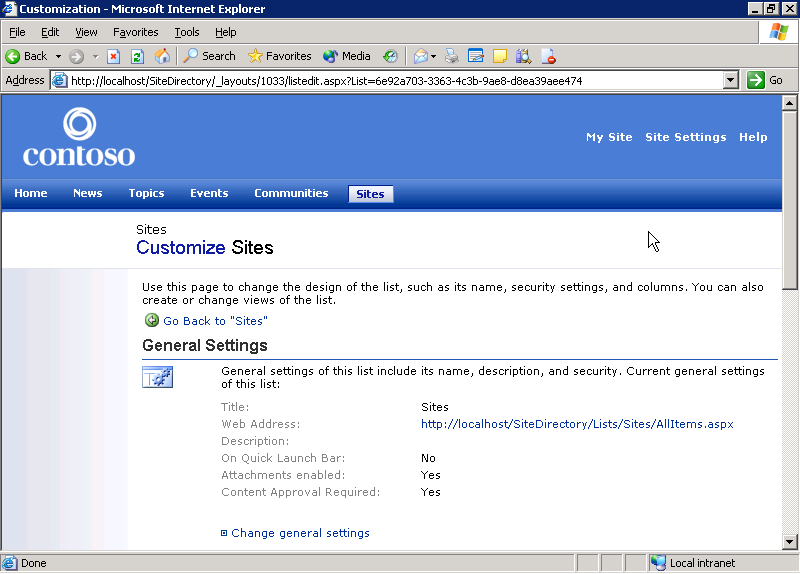 Customization - Microsoft Internet Explorer
File Edit View Favorites Tools Help
Back Search Favorites Media
Address http://localhost/SiteDirectory/_layouts/1033/listedit.aspx?List=6e92a703-3363-4c3b-9ae8-d8ea39aee474 Go
contoso
My Site Site Settings Help
Home News Topics Events Communities Sites
Sites
Customize Sites
Use this page to change the design of the list, such as its name, security settings, and columns. You can also
create or change views of the list.
Go Back to "Sites"
General Settings
General settings of this list include its name, description, and security. Current general settings
of this list:
Title: Sites
Web Address: http://localhost/SiteDirectory/Lists/Sites/AllItems.aspx
Description:
On Quick Launch Bar: No
Attachments enabled: Yes
Content Approval Required: Yes
Change general settings
Done Local intranet